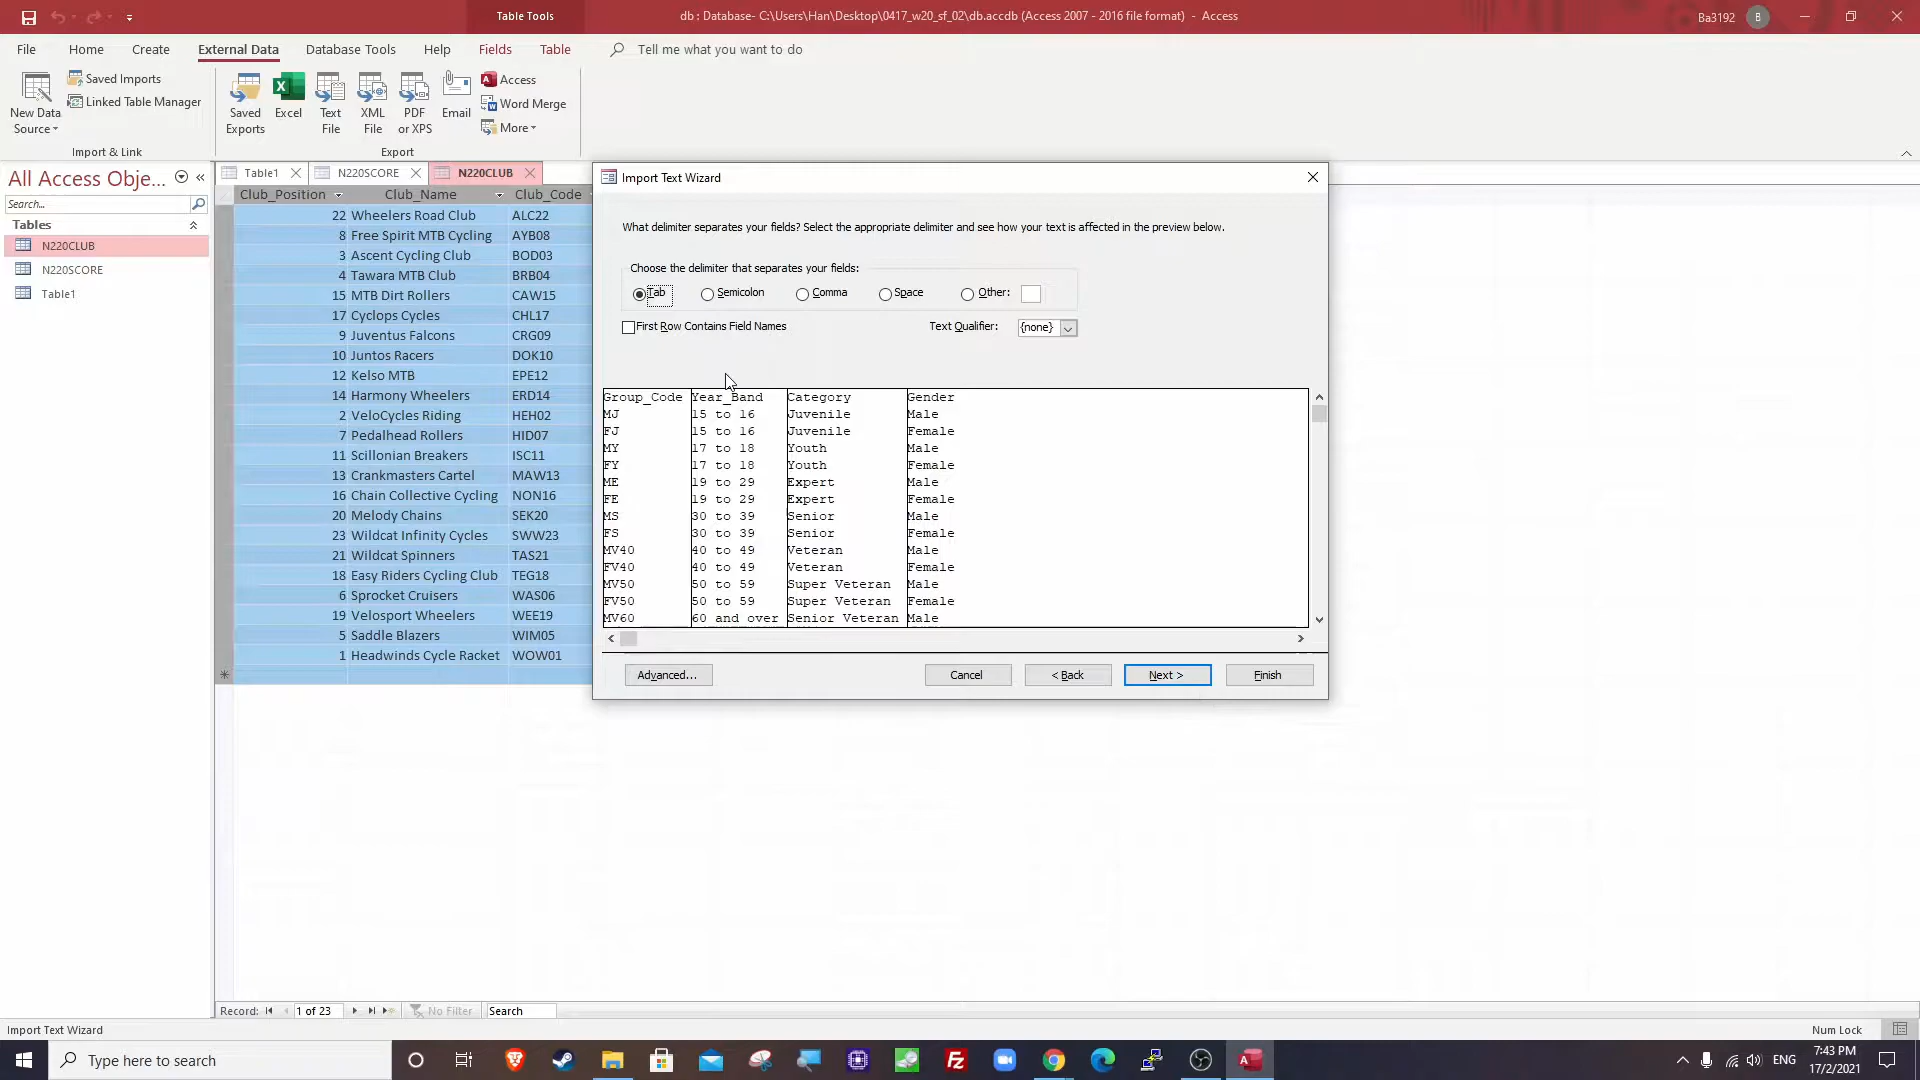 Table Tools
db : Database- C:\Users\Han\Desktop\0417_w20_sf_02\db.accdb (Access 2007 - 2016 file format) - Access
Ba3192
B
File
Home
Create
External Data
Database Tools
Help
Fields
Table
Tell me what you want to do
New Data Source
Saved Imports
Linked Table Manager
Saved Exports
Excel
Text File
XML File
PDF or XPS
Email
Access
Word Merge
More
Import & Link
Export
All Access Obje...
Search...
Tables
N220CLUB
N220SCORE
Table1
Table1
N220SCORE
N220CLUB
Club_Position Club_Name Club_Code
22 Wheelers Road Club ALC22
8 Free Spirit MTB Cycling AYB08
3 Ascent Cycling Club BOD03
4 Tawara MTB Club BRB04
15 MTB Dirt Rollers CAW15
17 Cyclops Cycles CHL17
9 Juventus Falcons CRG09
10 Juntos Racers DOK10
12 Kelso MTB EPE12
14 Harmony Wheelers ERD14
2 VeloCycles Riding HEH02
7 Pedalhead Rollers HID07
11 Scillonian Breakers ISC11
13 Crankmasters Cartel MAW13
16 Chain Collective Cycling NON16
20 Melody Chains SEK20
23 Wildcat Infinity Cycles SWW23
21 Wildcat Spinners TAS21
18 Easy Riders Cycling Club TEG18
6 Sprocket Cruisers WAS06
19 Velosport Wheelers WEE19
5 Saddle Blazers WIM05
1 Headwinds Cycle Racket WOW01
Import Text Wizard
What delimiter separates your fields? Select the appropriate delimiter and see how your text is affected in the preview below.
Choose the delimiter that separates your fields:
Tab Semicolon Comma Space Other:
First Row Contains Field Names
Text Qualifier: {none}
Group_Code Year_Band Category Gender
MJ 15 to 16 Juvenile Male
FJ 15 to 16 Juvenile Female
MY 17 to 18 Youth Male
FY 17 to 18 Youth Female
ME 19 to 29 Expert Male
FE 19 to 29 Expert Female
MS 30 to 39 Senior Male
FS 30 to 39 Senior Female
MV40 40 to 49 Veteran Male
FV40 40 to 49 Veteran Female
MV50 50 to 59 Super Veteran Male
FV50 50 to 59 Super Veteran Female
MV60 60 and over Senior Veteran Male
Advanced...
Cancel
< Back
Next >
Finish
Record:
1 of 23
No Filter
Search
Import Text Wizard
Num Lock
Type here to search
ENG
7:43 PM
17/2/2021